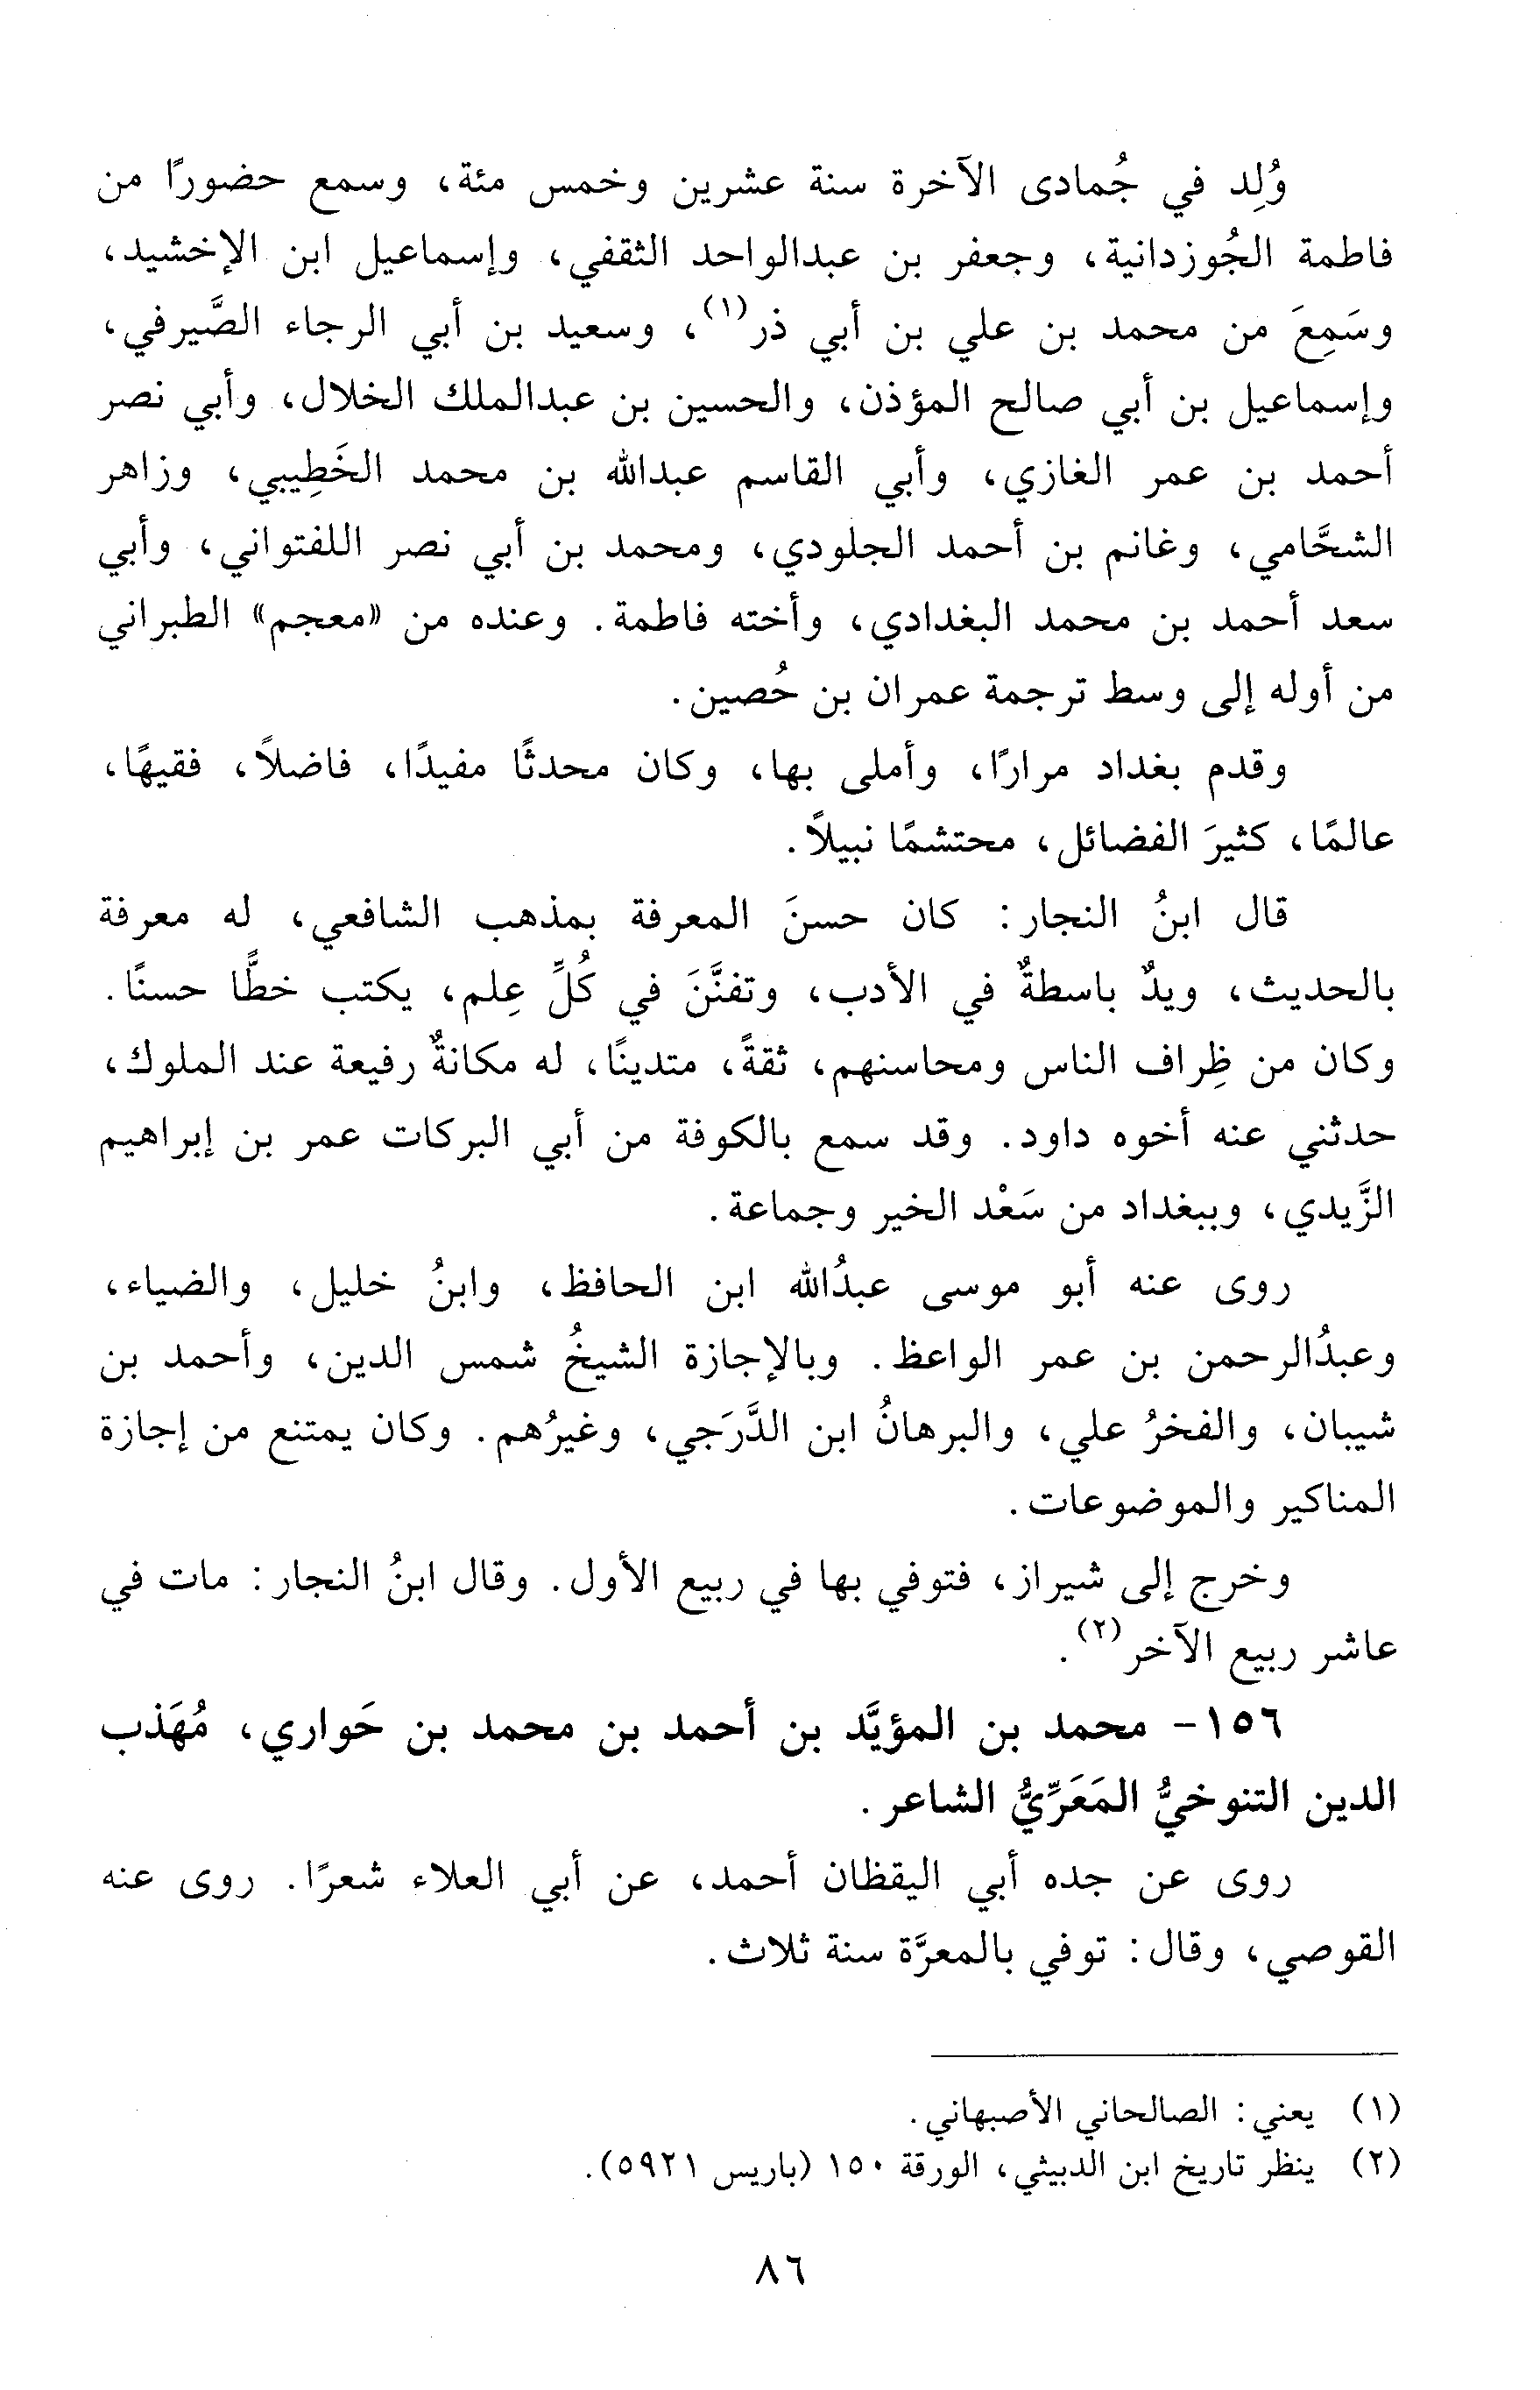 وُلِد في جُمادى الآخرة سنة عشرين وخمس مئة، وسمع حضورًا من
فاطمة الجُوزدانية، وجعفر بن عبدالواحد الثقفي، وإسماعيل ابن الإخشيد،
وسَمِعَ من محمد بن علي بن أبي ذر(١)، وسعيد بن أبي الرجاء الصَّيرفي،
وإسماعيل بن أبي صالح المؤذن، والحسين بن عبدالملك الخلال، وأبي نصر
أحمد بن عمر الغازي، وأبي القاسم عبدالله بن محمد الخَطِيبي، وزاهر
الشحَّامي، وغانم بن أحمد الجلودي، ومحمد بن أبي نصر اللفتواني، وأبي
سعد أحمد بن محمد البغدادي، وأخته فاطمة. وعنده من «معجم» الطبراني
من أوله إلى وسط ترجمة عمران بن حُصين.
وقدم بغداد مرارًا، وأملى بها، وكان محدثًا مفيدًا، فاضلاً، فقيهًا،
عالمًا، كثيرَ الفضائل، محتشمًا نبيلاً.
قال ابنُ النجار: كان حسنَ المعرفة بمذهب الشافعي، له معرفة
بالحديث، ويدٌ باسطةٌ في الأدب، وتفنَّنَ في كُلِّ عِلم، يكتب خطًّا حسنًا.
وكان من ظِراف الناس ومحاسنهم، ثقةً، متدينًا، له مكانةٌ رفيعة عند الملوك،
حدثني عنه أخوه داود. وقد سمع بالكوفة من أبي البركات عمر بن إبراهيم
الزَّيدي، وببغداد من سَعْد الخير وجماعة.
روى عنه أبو موسى عبدُالله ابن الحافظ، وابنُ خليل، والضياء،
وعبدُالرحمن بن عمر الواعظ. وبالإجازة الشيخُ شمس الدين، وأحمد بن
شيبان، والفخرُ علي، والبرهانُ ابن الدَّرَجي، وغيرُهم. وكان يمتنع من إجازة
المناكير والموضوعات.
وخرج إلى شيراز، فتوفي بها في ربيع الأول. وقال ابنُ النجار: مات في
عاشر ربيع الآخر(٢).
١٥٦- محمد بن المؤيَّد بن أحمد بن محمد بن حَواري، مُهَذب
الدين التنوخيُّ المَعَرِّيُّ الشاعر.
روى عن جده أبي اليقظان أحمد، عن أبي العلاء شعرًا. روى عنه
القوصي، وقال: توفي بالمعرَّة سنة ثلاث.
(١) يعني: الصالحاني الأصبهاني.
(٢) ينظر تاريخ ابن الدبيثي، الورقة ١٥٠ (باريس ٥٩٢١).
٨٦